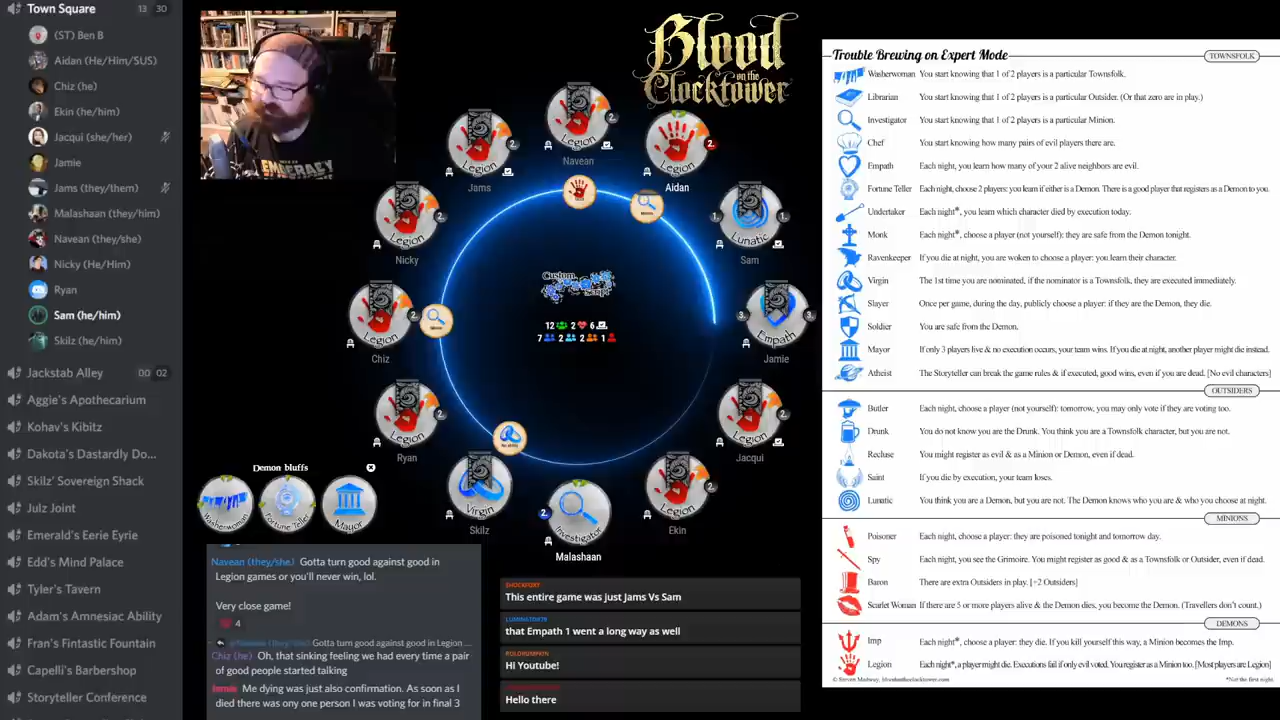 Town Square
13 30
(ST) Ben B
Aidan (He/Him/SUS)
Chiz (he)
Ekin (he/him)
Jacqui (she/her)
Jamie
Jams (they/them)
Malashaan (they/him)
Navean (they/she)
Nicky (He/Him)
Ryan
Sam (he/him)
Skilz (he/him)
Jackstab Alley
00 02
Aggie's Apothecarium
Kohav's Kibitz
Dakota's Dastardly Do...
Skilz' Sovereign Shack
Julz Joint
Emerald's Eerie Eyrie
Tyler's Tavern
Adam's Amnesiac Ability
Capelli's Barbershop
Storyteller Conference
Blood
on the
Clocktower
Legion
Navean
Legion
Aidan
Lunatic
Sam
Empath
Jamie
Legion
Jacqui
Legion
Ekin
Investigator
Malashaan
Virgin
Skilz
Legion
Ryan
Legion
Chiz
Legion
Nicky
Legion
Jams
Custom
Script
12 2 6
7 2 2 1
Demon bluffs
Washerwoman
Fortune Teller
Mayor
Navean (they/she) Gotta turn good against good in
Legion games or you'll never win, lol.
Very close game!
4
@Navean (they/she) Gotta turn good against good in Legion ...
Chiz (he) Oh, that sinking feeling we had every time a pair
of good people started talking
Jamie Me dying was just also confirmation. As soon as I
died there was ony one person I was voting for in final 3
SHOCKFORY
This entire game was just Jams Vs Sam
that Empath 1 went a long way as well
Hi Youtube!
Hello there
Trouble Brewing on Expert Mode
TOWNSFOLK
Washerwoman You start knowing that 1 of 2 players is a particular Townsfolk.
Librarian You start knowing that 1 of 2 players is a particular Outsider. (Or that zero are in play.)
Investigator You start knowing that 1 of 2 players is a particular Minion.
Chef You start knowing how many pairs of evil players there are.
Empath Each night, you learn how many of your 2 alive neighbors are evil.
Fortune Teller Each night, choose 2 players: you learn if either is a Demon. There is a good player that registers as a Demon to you.
Undertaker Each night*, you learn which character died by execution today.
Monk Each night*, choose a player (not yourself): they are safe from the Demon tonight.
Ravenkeeper If you die at night, you are woken to choose a player: you learn their character.
Virgin The 1st time you are nominated, if the nominator is a Townsfolk, they are executed immediately.
Slayer Once per game, during the day, publicly choose a player: if they are the Demon, they die.
Soldier You are safe from the Demon.
Mayor If only 3 players live & no execution occurs, your team wins. If you die at night, another player might die instead.
Atheist The Storyteller can break the game rules & if executed, good wins, even if you are dead. [No evil characters]
OUTSIDERS
Butler Each night, choose a player (not yourself): tomorrow, you may only vote if they are voting too.
Drunk You do not know you are the Drunk. You think you are a Townsfolk character, but you are not.
Recluse You might register as evil & as a Minion or Demon, even if dead.
Saint If you die by execution, your team loses.
Lunatic You think you are a Demon, but you are not. The Demon knows who you are & who you choose at night.
MINIONS
Poisoner Each night, choose a player: they are poisoned tonight and tomorrow day.
Spy Each night, you see the Grimoire. You might register as good & as a Townsfolk or Outsider, even if dead.
Baron There are extra Outsiders in play. [+2 Outsiders]
Scarlet Woman If there are 5 or more players alive & the Demon dies, you become the Demon. (Travellers don't count.)
DEMONS
Imp Each night*, choose a player: they die. If you kill yourself this way, a Minion becomes the Imp.
Legion Each night*, a player might die. Executions fail if only evil voted. You register as a Minion too. [Most players are Legion]
© Steven Medway, bloodontheclocktower.com
*Not the first night.